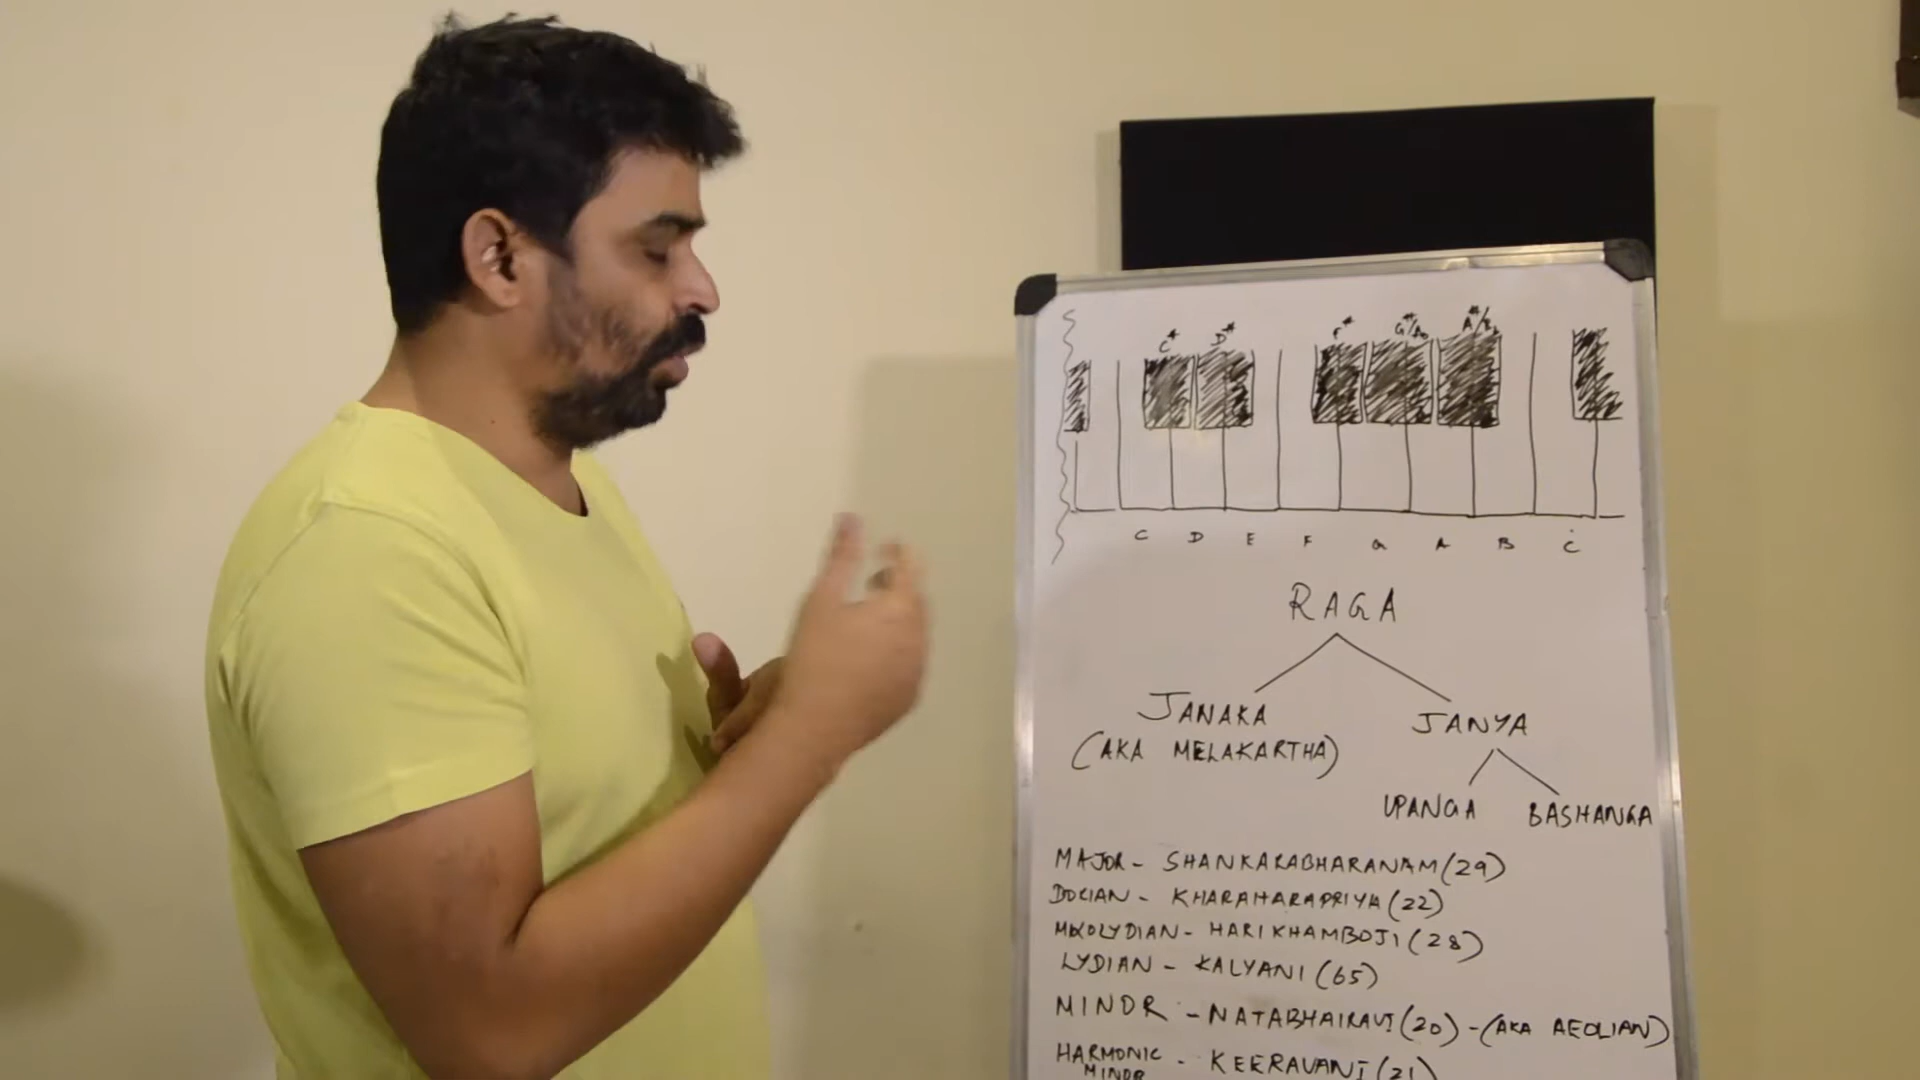 C# D# F# G#/Ab A#/B
C D E F G A B Ċ
RAGA
JANAKA JANYA
(AKA MELAKARTHA)
UPANGA BASHANGA
MAJOR - SHANKARABHARANAM (29)
DORIAN - KHARAHARAPRIYA (22)
MIXOLYDIAN - HARIKHAMBOJI (28)
LYDIAN - KALYANI (65)
MINOR - NATABHAIRAVI (20) - (AKA AEOLIAN)
HARMONIC MINOR - KEERAVANI (21)